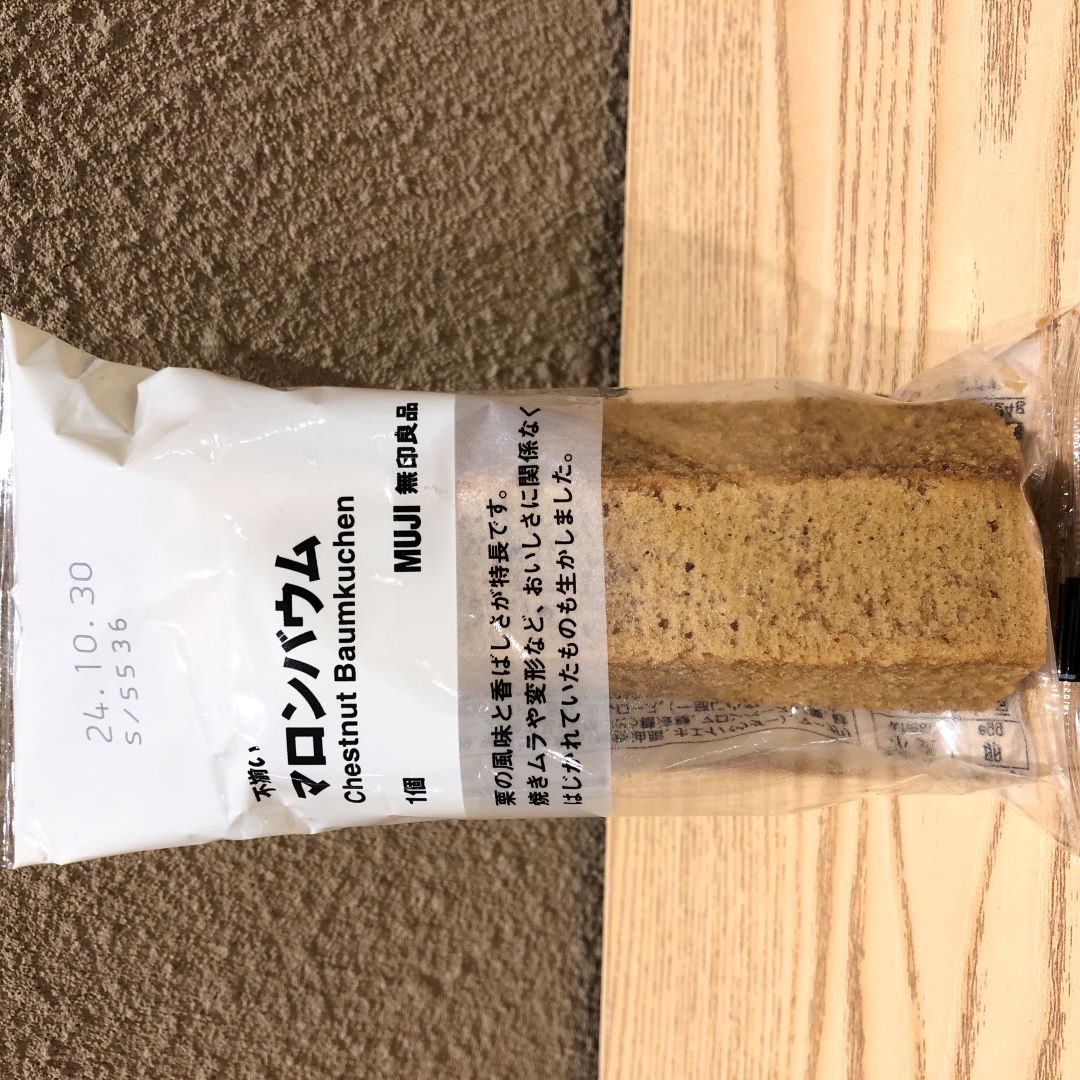 24.10.30
S/5536
不揃い
マロンバウム
Chestnut Baumkuchen
1個
MUJI 無印良品
栗の風味と香ばしさが特長です。
焼きムラや変形など、おいしさに関係なく
はじかれていたものも生かしました。